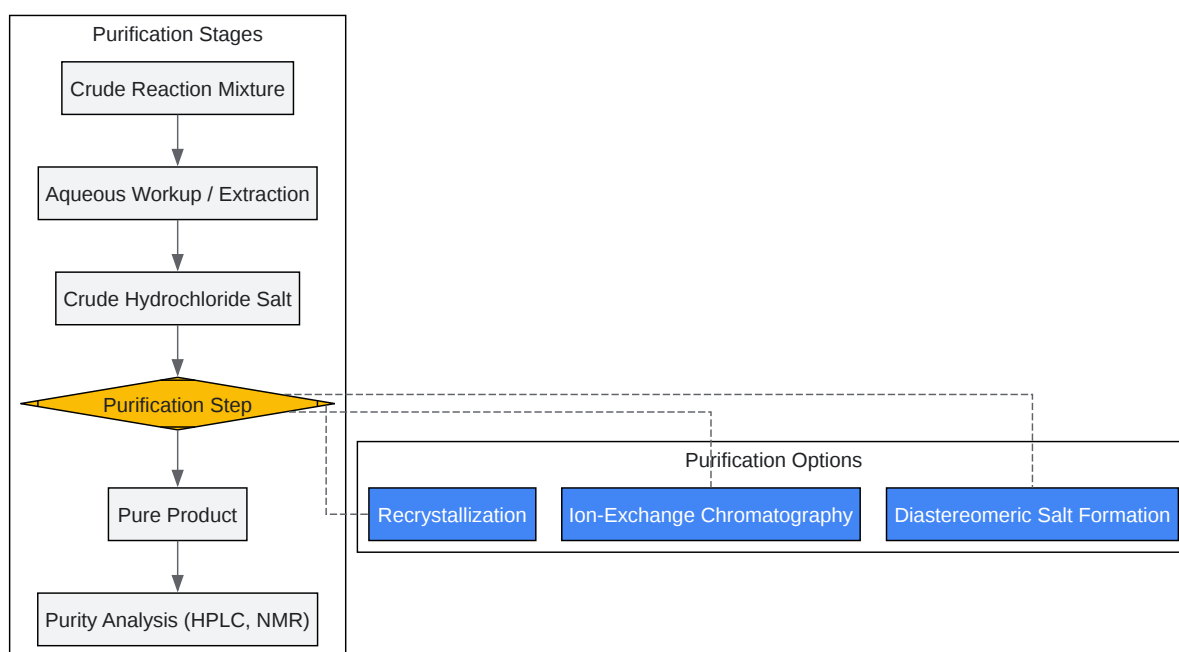 Purification Stages
Crude Reaction Mixture
Aqueous Workup / Extraction
Crude Hydrochloride Salt
Purification Step
Purification Options
Recrystallization
Ion-Exchange Chromatography
Diastereomeric Salt Formation
Pure Product
Purity Analysis (HPLC, NMR)